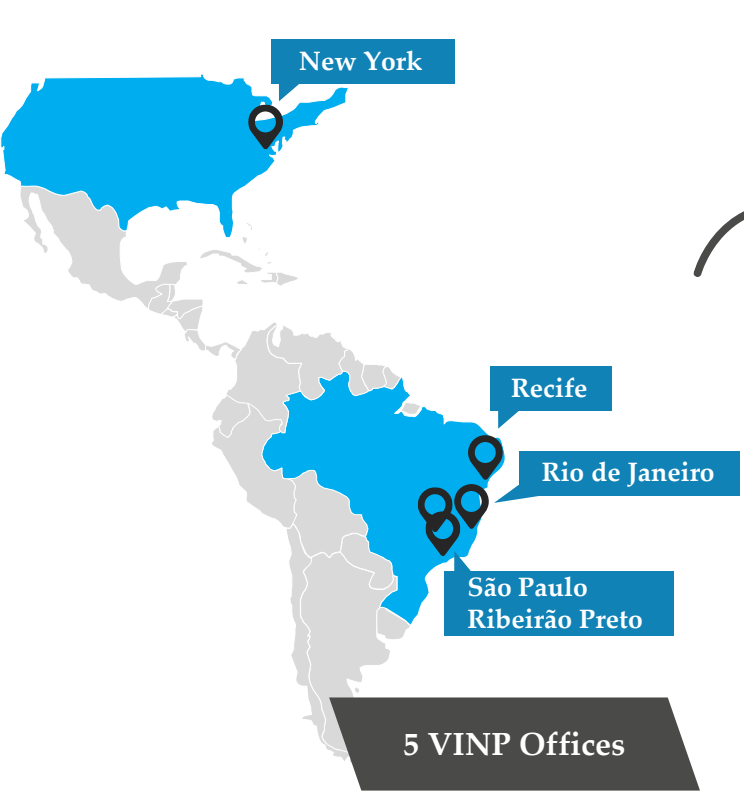 New York
Recife
Rio de Janeiro
São Paulo
Ribeirão Preto
5 VINP Offices